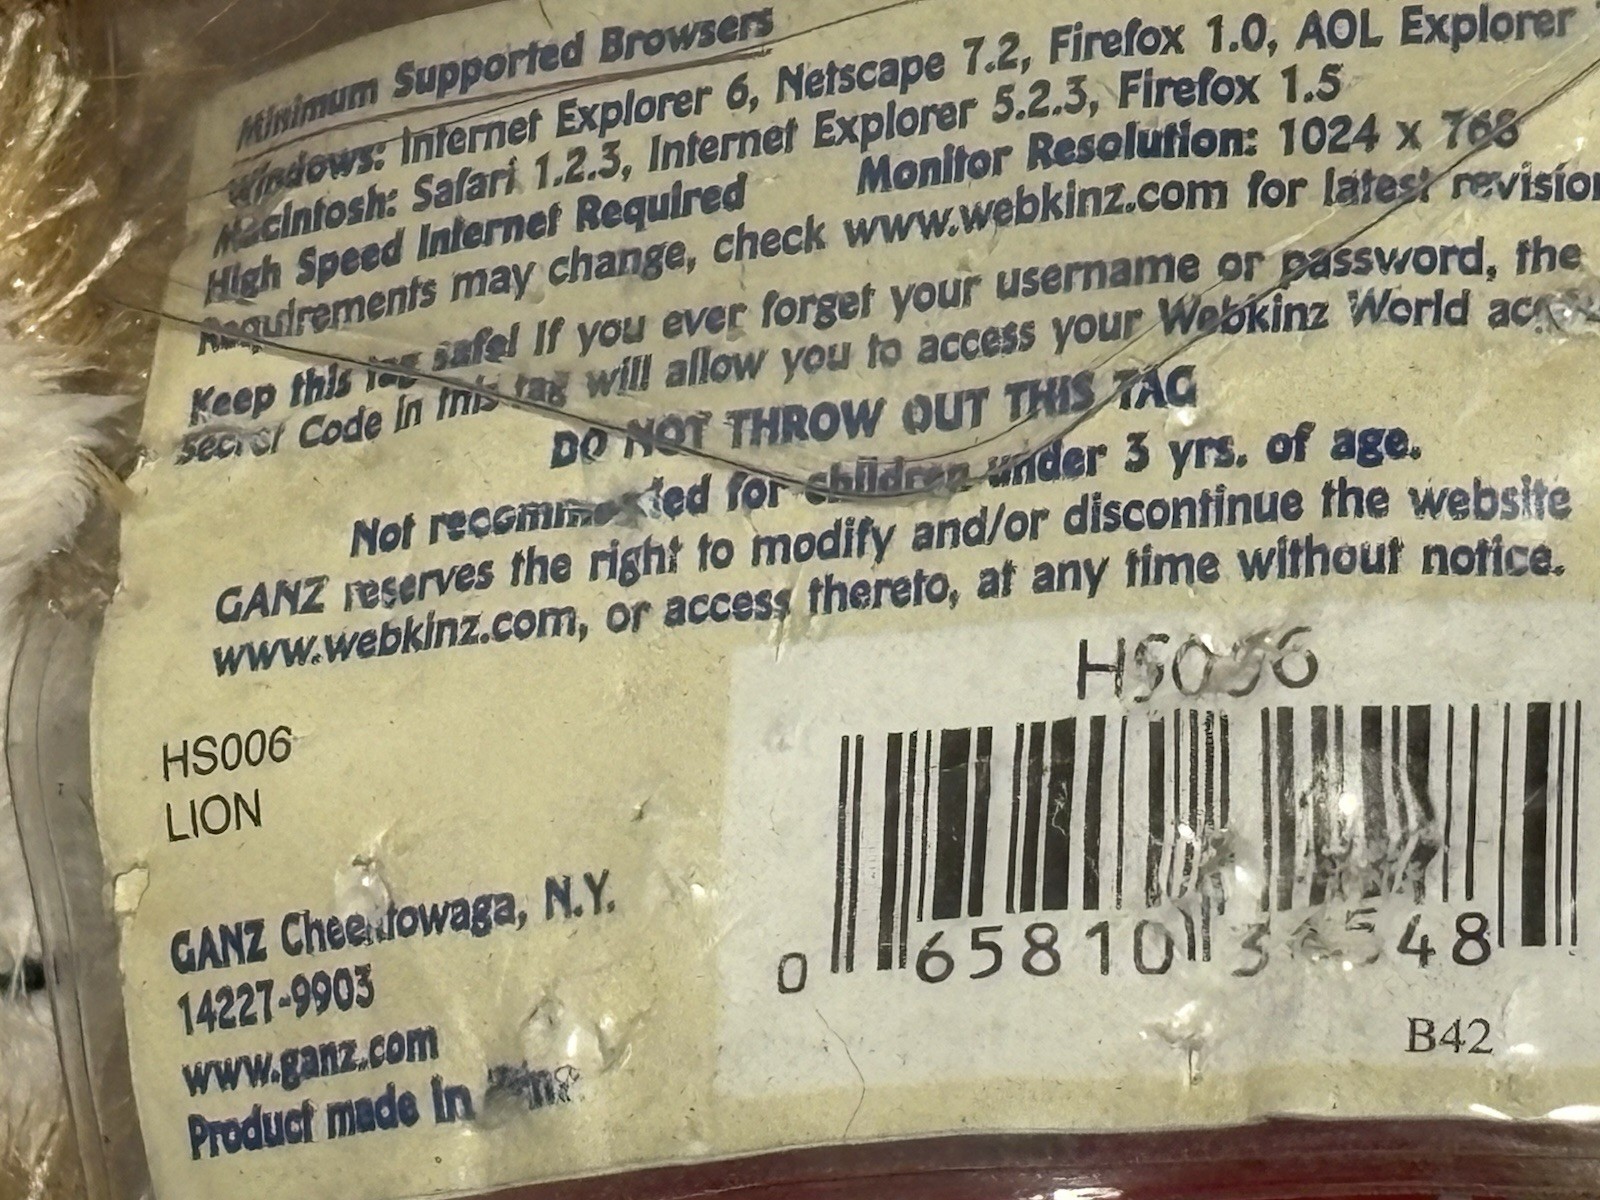 Minimum Supported Browsers
Windows: Internet Explorer 6, Netscape 7.2, Firefox 1.0, AOL Explorer
Macintosh: Safari 1.2.3, Internet Explorer 5.2.3, Firefox 1.5
High Speed Internet Required Monitor Resolution: 1024 x 768
Requirements may change, check www.webkinz.com for latest revision
Keep this tag safe! If you ever forget your username or password, the
Secret Code in this tag will allow you to access your Webkinz World
DO NOT THROW OUT THIS TAG
Not recommended for children under 3 yrs. of age.
GANZ reserves the right to modify and/or discontinue the website
www.webkinz.com, or access thereto, at any time without notice.
HS006
HS006
LION
GANZ Cheektowaga, N.Y.
14227-9903
www.ganz.com
Product made in
0 65810 48
B42